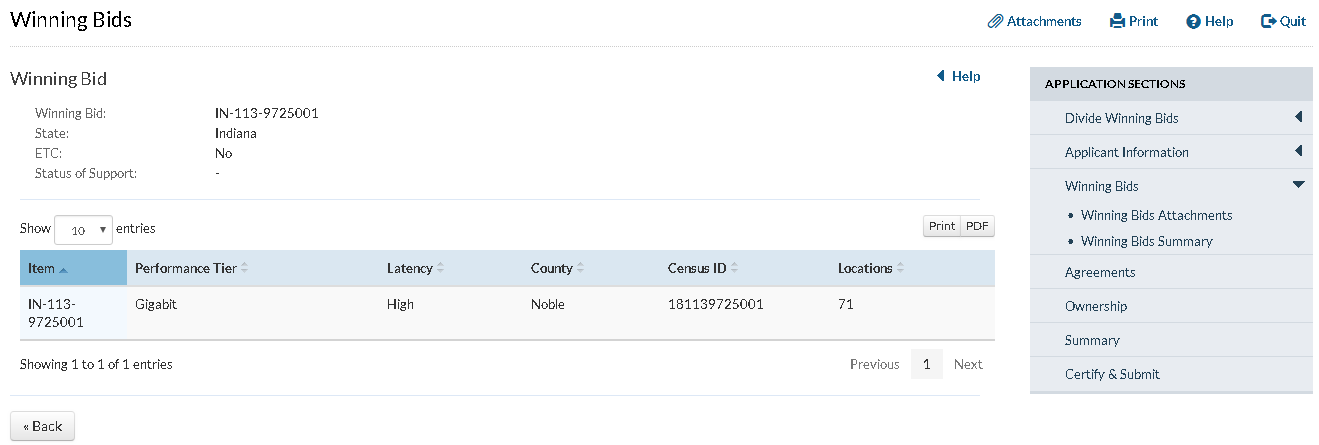 Winning Bids
Attachments Print Help Quit
Winning Bid
Help
Winning Bid: IN-113-9725001
State: Indiana
ETC: No
Status of Support: -
Show 10 entries
Print PDF
Item Performance Tier Latency County Census ID Locations
IN-113-
9725001 Gigabit High Noble 181139725001 71
Showing 1 to 1 of 1 entries
Previous 1 Next
« Back
APPLICATION SECTIONS
Divide Winning Bids
Applicant Information
Winning Bids
• Winning Bids Attachments
• Winning Bids Summary
Agreements
Ownership
Summary
Certify & Submit